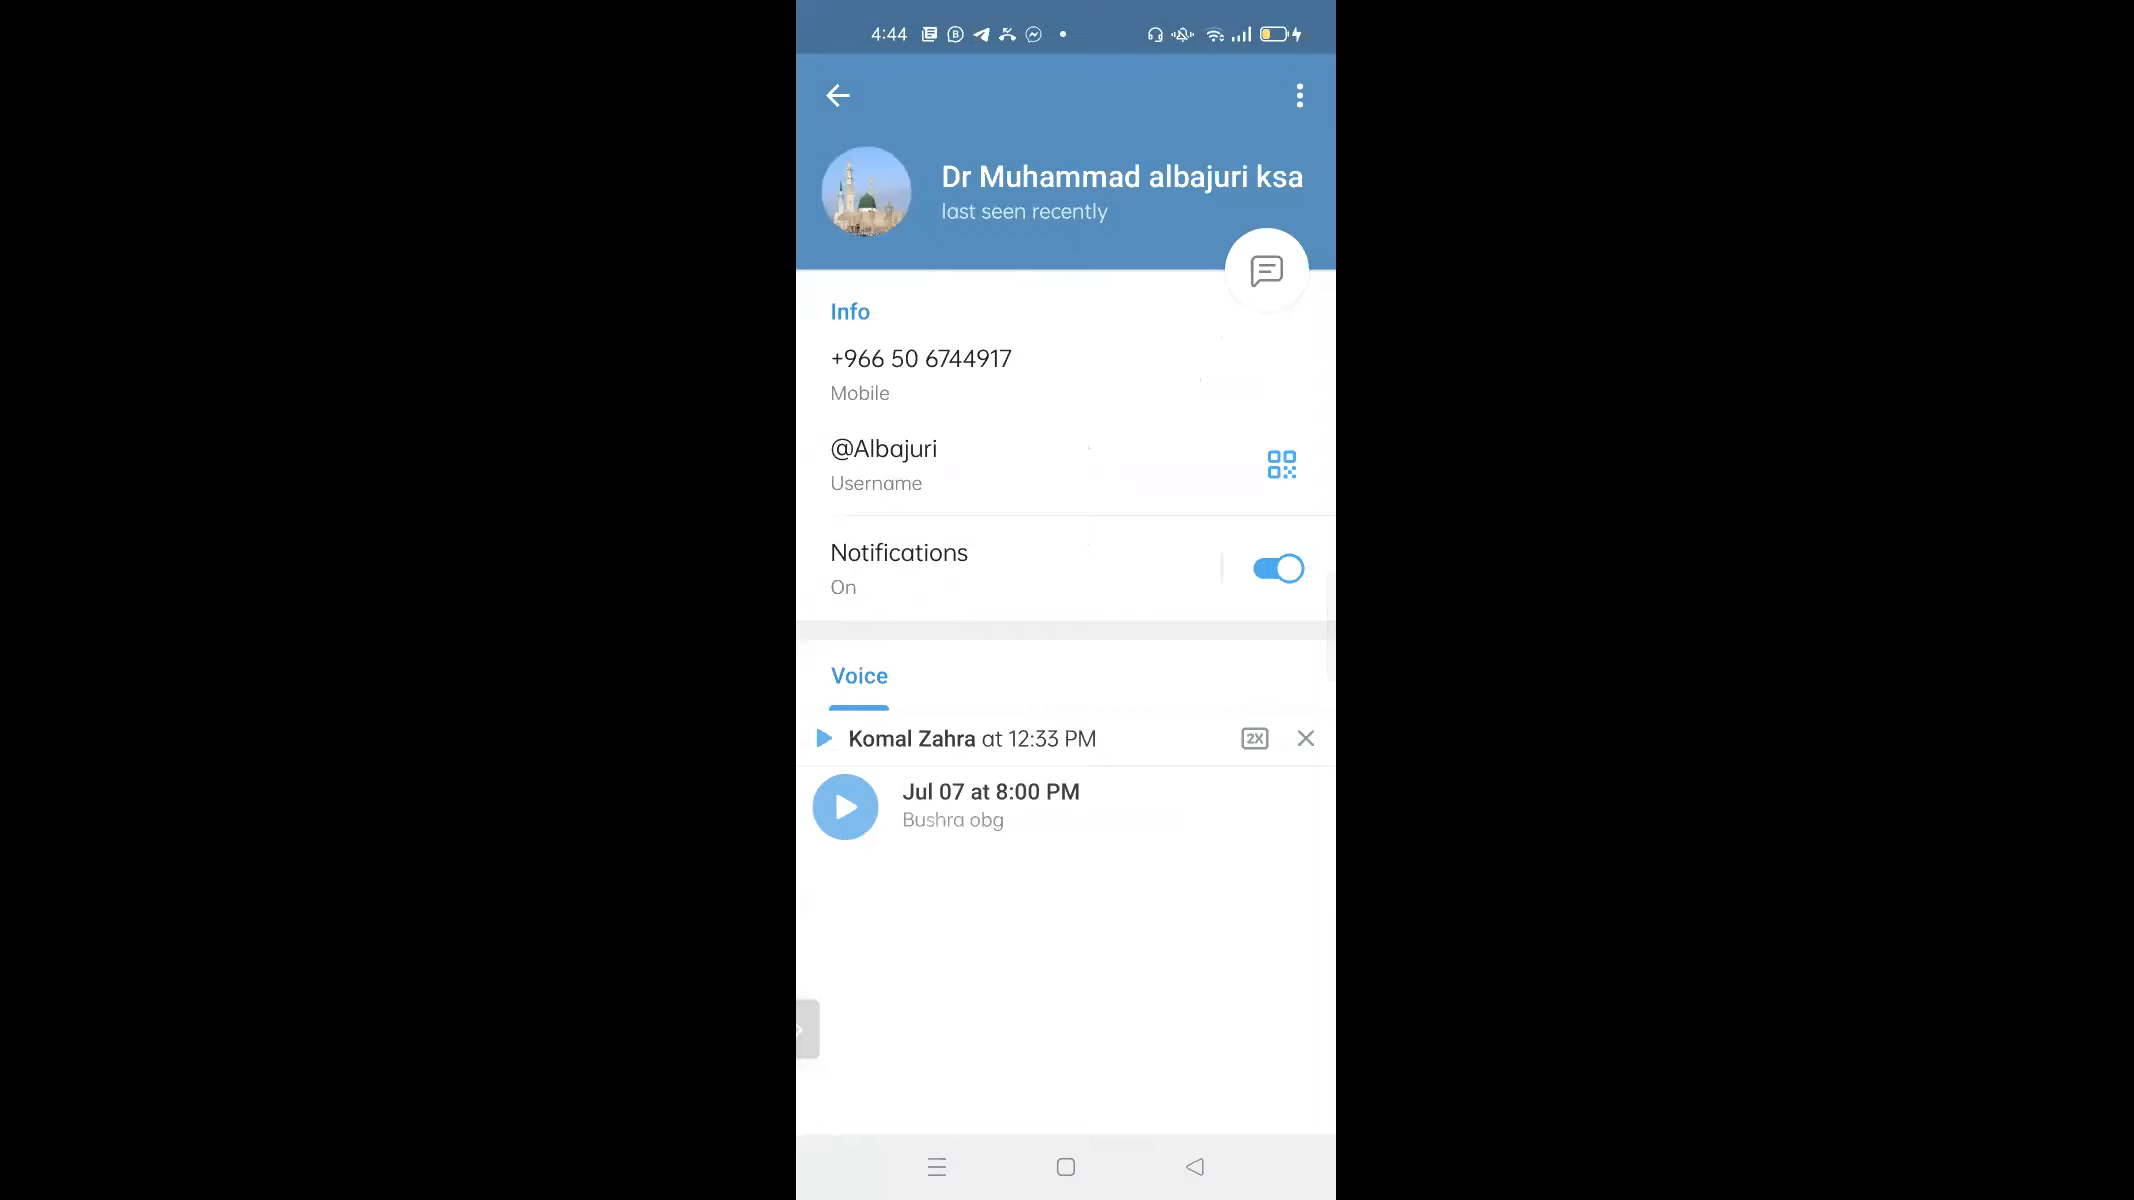 4:44
Dr Muhammad albajuri ksa
last seen recently
Info
+966 50 6744917
Mobile
@Albajuri
Username
Notifications
On
Voice
Komal Zahra at 12:33 PM
2X
Jul 07 at 8:00 PM
Bushra obg